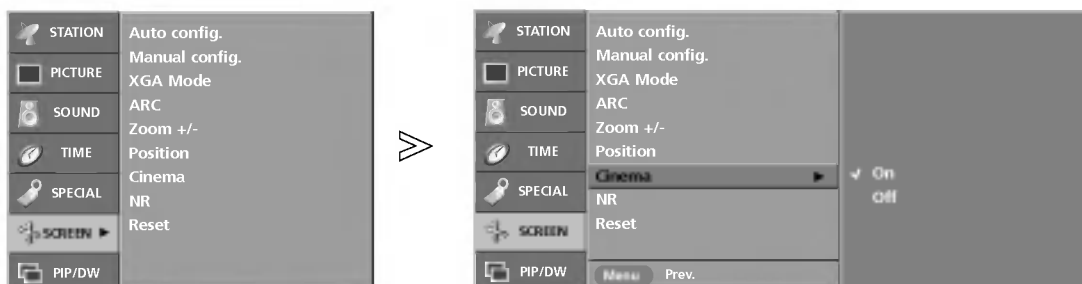 STATION
PICTURE
SOUND
TIME
SPECIAL
SCREEN
PIP/DW
Auto config.
Manual config.
XGA Mode
ARC
Zoom +/-
Position
Cinema
NR
Reset
STATION
PICTURE
SOUND
TIME
SPECIAL
SCREEN
PIP/DW
Auto config.
Manual config.
XGA Mode
ARC
Zoom +/-
Position
Cinema
NR
Reset
Menu Prev.
On
Off